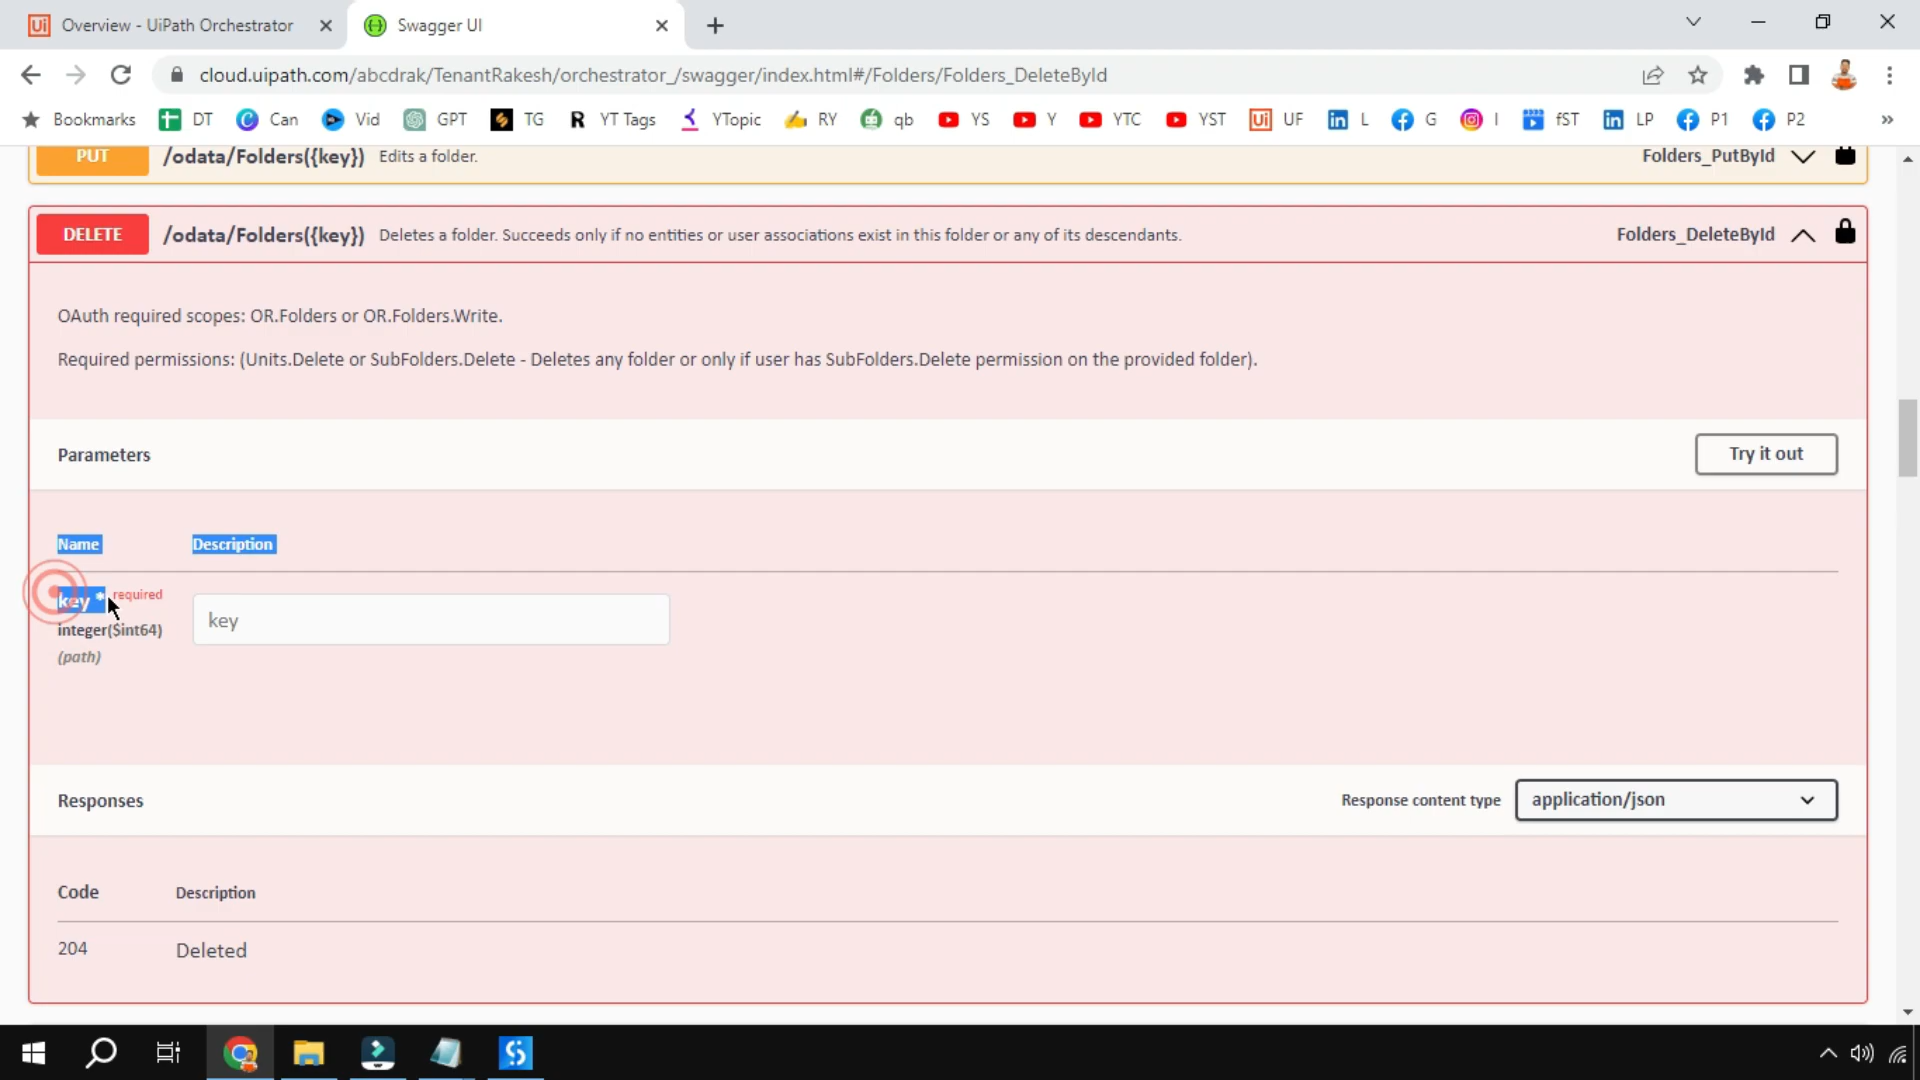 Overview - UiPath Orchestrator
Swagger UI
cloud.uipath.com/abcdrak/TenantRakesh/orchestrator_/swagger/index.html#/Folders/Folders_DeleteById
Bookmarks DT Can Vid GPT TG YT Tags YTopic RY qb YS Y YTC YST UF L G I fST LP P1 P2 »
PUT /odata/Folders({key}) Edits a folder. Folders_PutById
DELETE /odata/Folders({key}) Deletes a folder. Succeeds only if no entities or user associations exist in this folder or any of its descendants. Folders_DeleteById
OAuth required scopes: OR.Folders or OR.Folders.Write.
Required permissions: (Units.Delete or SubFolders.Delete - Deletes any folder or only if user has SubFolders.Delete permission on the provided folder).
Parameters Try it out
Name Description
key * required
integer($int64)
(path)
key
Responses Response content type application/json
Code Description
204 Deleted